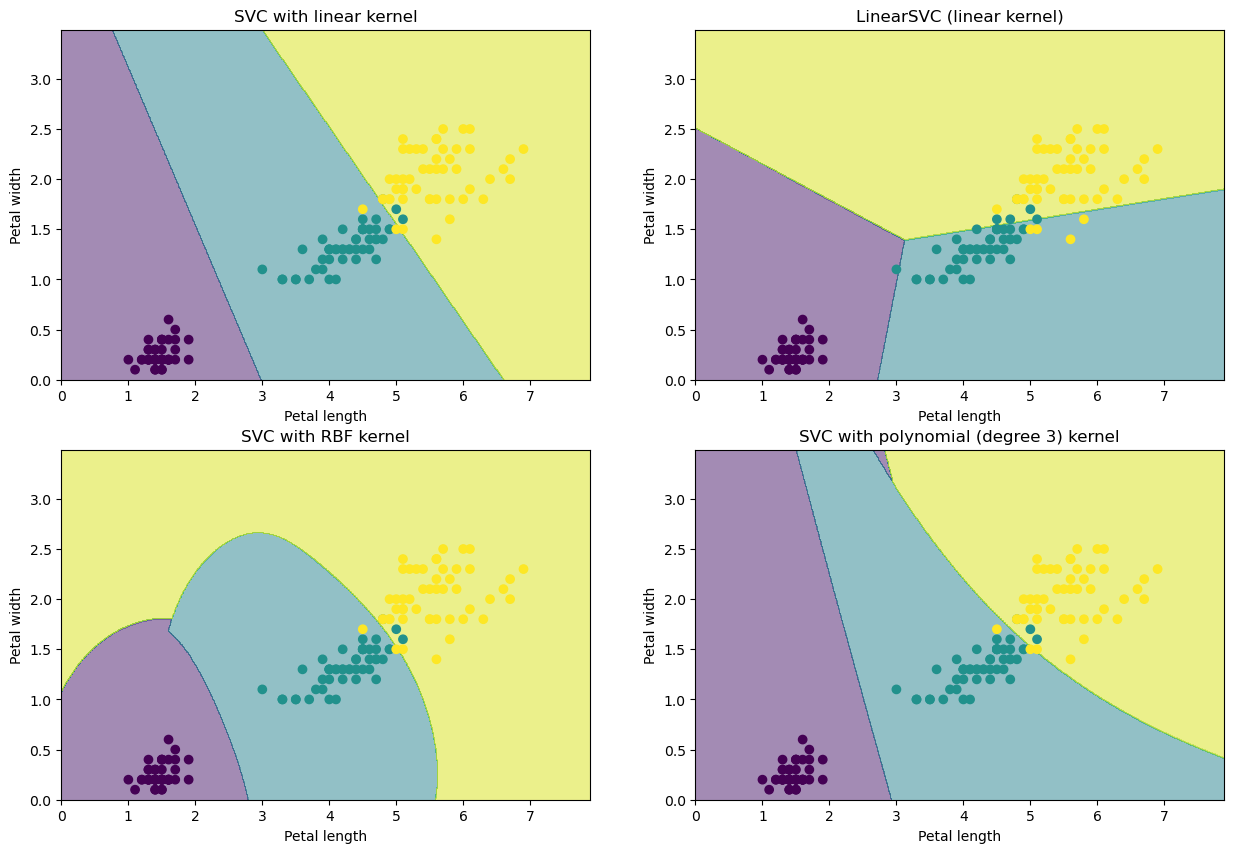 SVC with linear kernel
3.0
2.5
2.0
1.5
1.0
0.5
0.0
Petal width
0 1 2 3 4 5 6 7
Petal length
LinearSVC (linear kernel)
3.0
2.5
2.0
1.5
1.0
0.5
0.0
Petal width
0 1 2 3 4 5 6 7
Petal length
SVC with RBF kernel
3.0
2.5
2.0
1.5
1.0
0.5
0.0
Petal width
0 1 2 3 4 5 6 7
Petal length
SVC with polynomial (degree 3) kernel
3.0
2.5
2.0
1.5
1.0
0.5
0.0
Petal width
0 1 2 3 4 5 6 7
Petal length